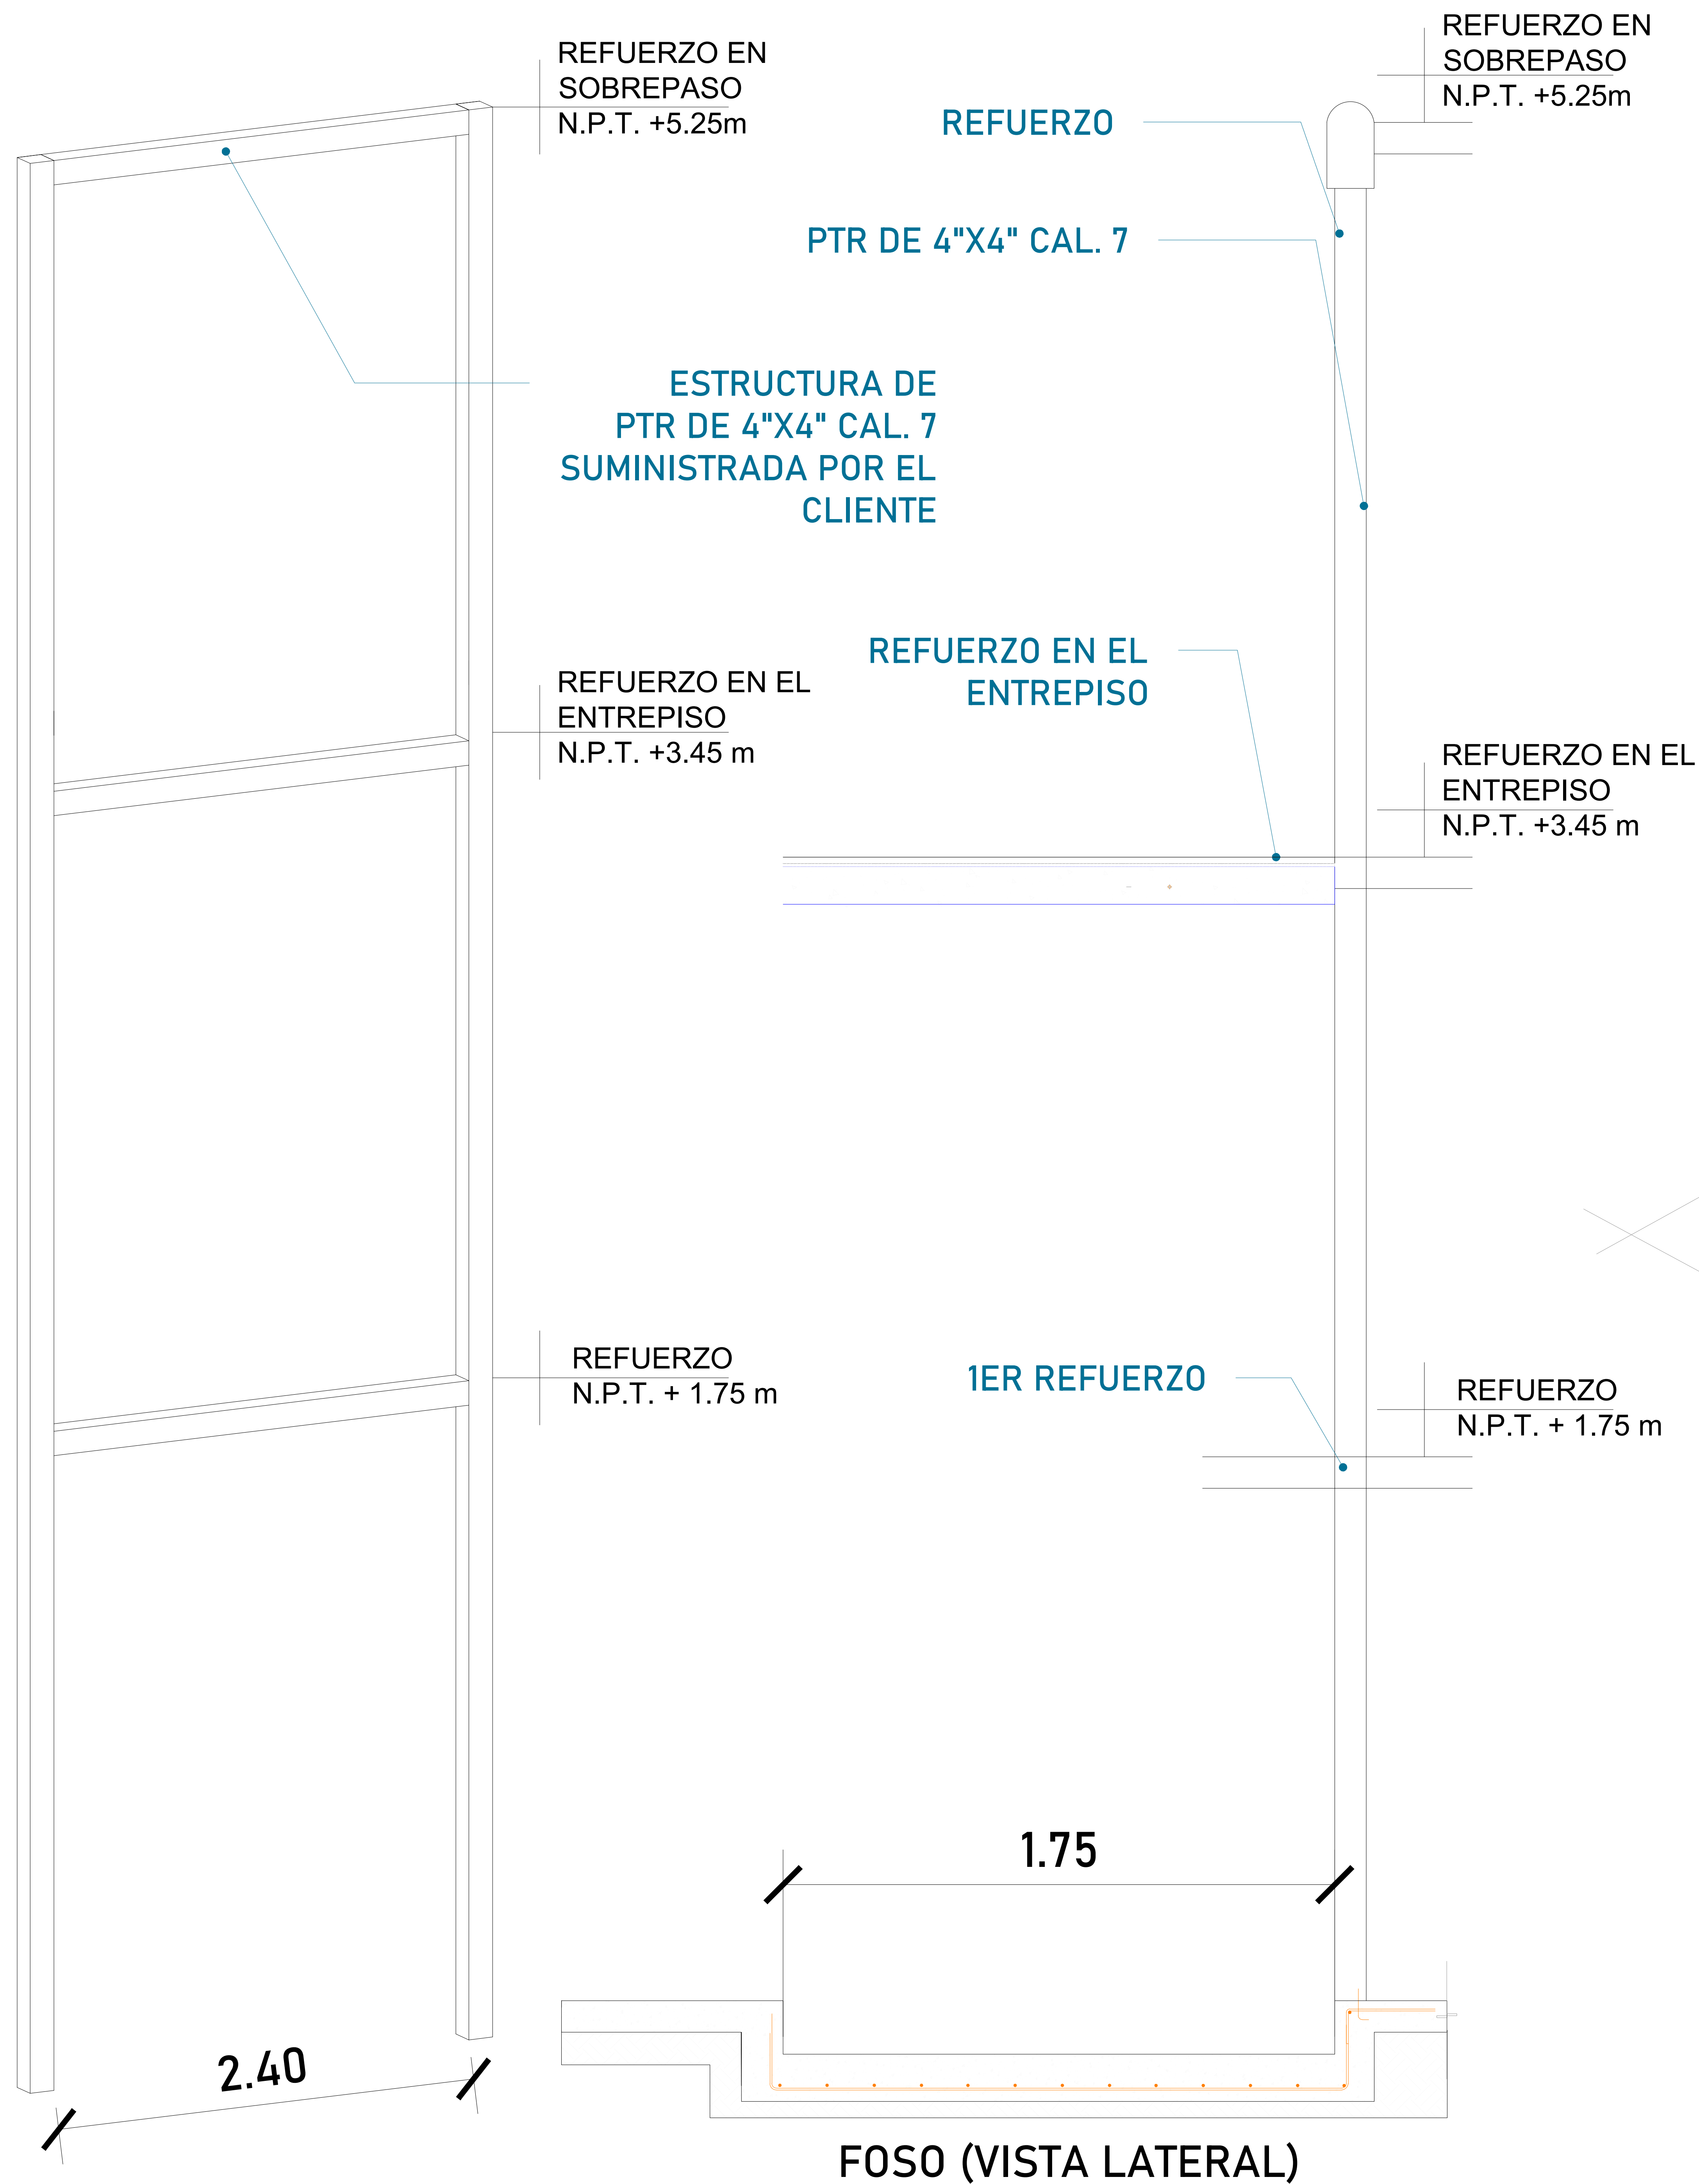 REFUERZO EN
SOBREPASO
N.P.T. +5.25m
REFUERZO EN
SOBREPASO
N.P.T. +5.25m
REFUERZO
PTR DE 4"X4" CAL. 7
ESTRUCTURA DE
PTR DE 4"X4" CAL. 7
SUMINISTRADA POR EL
CLIENTE
REFUERZO EN EL
ENTREPISO
N.P.T. +3.45 m
REFUERZO EN EL
ENTREPISO
REFUERZO EN EL
ENTREPISO
N.P.T. +3.45 m
REFUERZO
N.P.T. + 1.75 m
1ER REFUERZO
REFUERZO
N.P.T. + 1.75 m
1.75
2.40
FOSO (VISTA LATERAL)